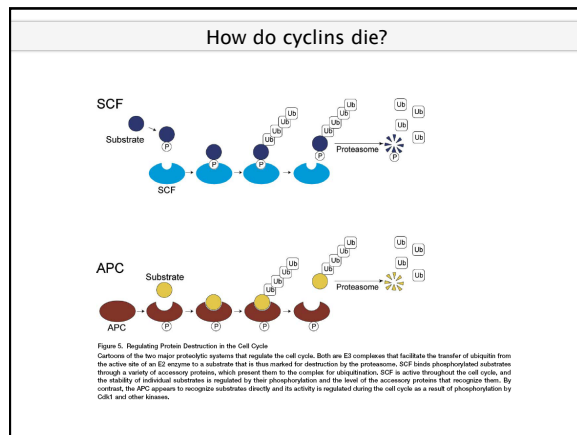 How do cyclins die?
SCF
Substrate
P
SCF
P
P
Ub
Ub
Ub
Ub
P
Ub
Ub
Ub
Ub
Proteasome
P
Ub
Ub
Ub
Ub
APC
Substrate
APC
P
P
P
Ub
Ub
Ub
Ub
P
Ub
Ub
Ub
Ub
Proteasome
Ub
Ub
Ub
Ub
Figure 5. Regulating Protein Destruction in the Cell Cycle
Cartoons of the two major proteolytic systems that regulate the cell cycle. Both are E3 complexes that facilitate the transfer of ubiquitin from
the active site of an E2 enzyme to a substrate that is thus marked for destruction by the proteasome. SCF binds phosphorylated substrates
through a variety of accessory proteins, which present them to the complex for ubiquitination. SCF is active throughout the cell cycle, and
the stability of individual substrates is regulated by their phosphorylation and the level of the accessory proteins that recognize them. By
contrast, the APC appears to recognize substrates directly and its activity is regulated during the cell cycle as a result of phosphorylation by
Cdk1 and other kinases.